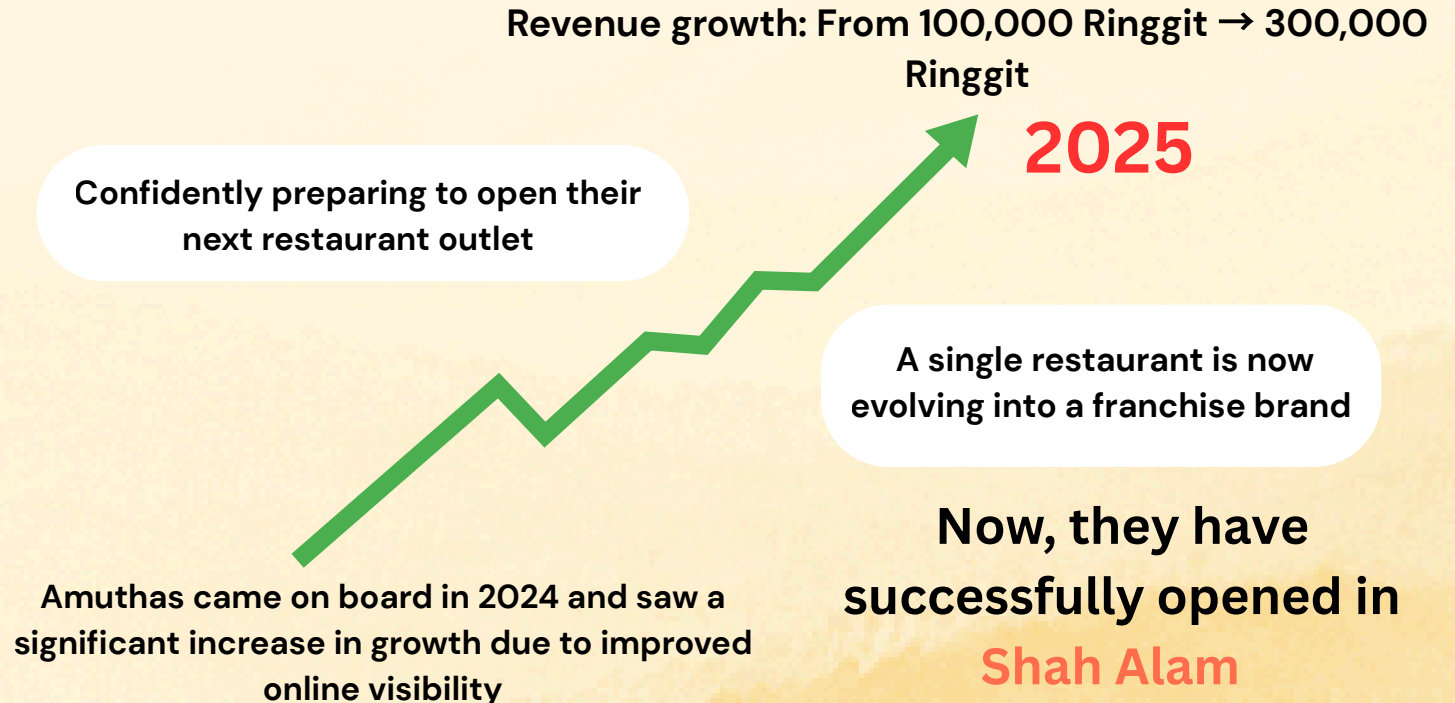 Revenue growth: From 100,000 Ringgit → 300,000
Ringgit
2025
Confidently preparing to open their
next restaurant outlet
A single restaurant is now
evolving into a franchise brand
Now, they have
successfully opened in
Shah Alam
Amuthas came on board in 2024 and saw a
significant increase in growth due to improved
online visibility